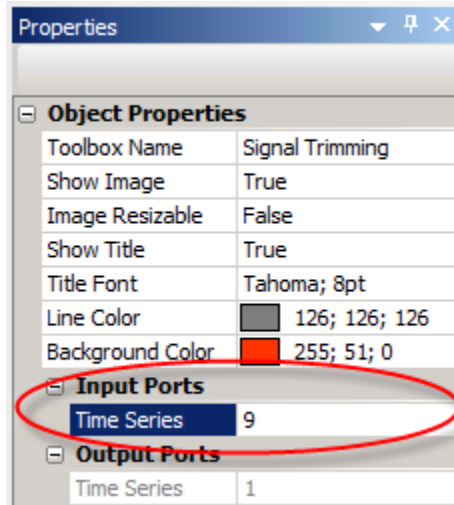 Properties
Object Properties
Toolbox Name Signal Trimming
Show Image True
Image Resizable False
Show Title True
Title Font Tahoma; 8pt
Line Color 126; 126; 126
Background Color 255; 51; 0
Input Ports
Time Series 9
Output Ports
Time Series 1